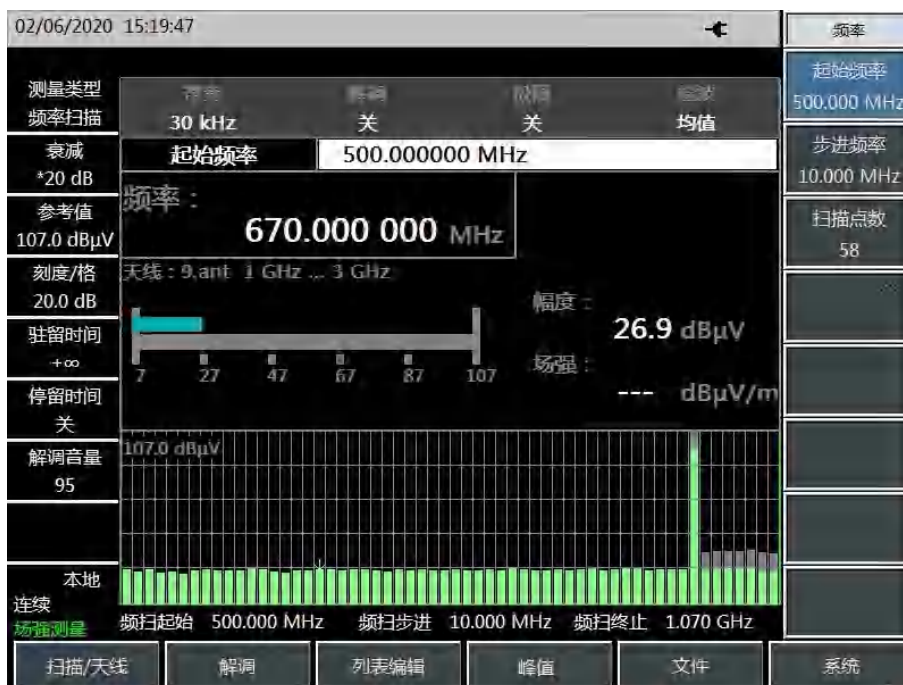 02/06/2020 15:19:47
频率
测量类型
频率扫描
衰减
*20 dB
参考值
107.0 dBμV
刻度/格
20.0 dB
驻留时间
+∞
停留时间
关
解调音量
95
本地
连续
场强测量
带宽 解调 检波
30 kHz 关 关 均值
起始频率 500.000000 MHz
频率：
670.000 000 MHz
天线：9.ant 1 GHz ... 3 GHz
7 27 47 67 87 107
幅度：
26.9 dBμV
场强：
--- dBμV/m
107.0 dBμV
频扫起始 500.000 MHz 频扫步进 10.000 MHz 频扫终止 1.070 GHz
起始频率
500.000 MHz
步进频率
10.000 MHz
扫描点数
58
扫描/天线 解调 列表编辑 峰值 文件 系统